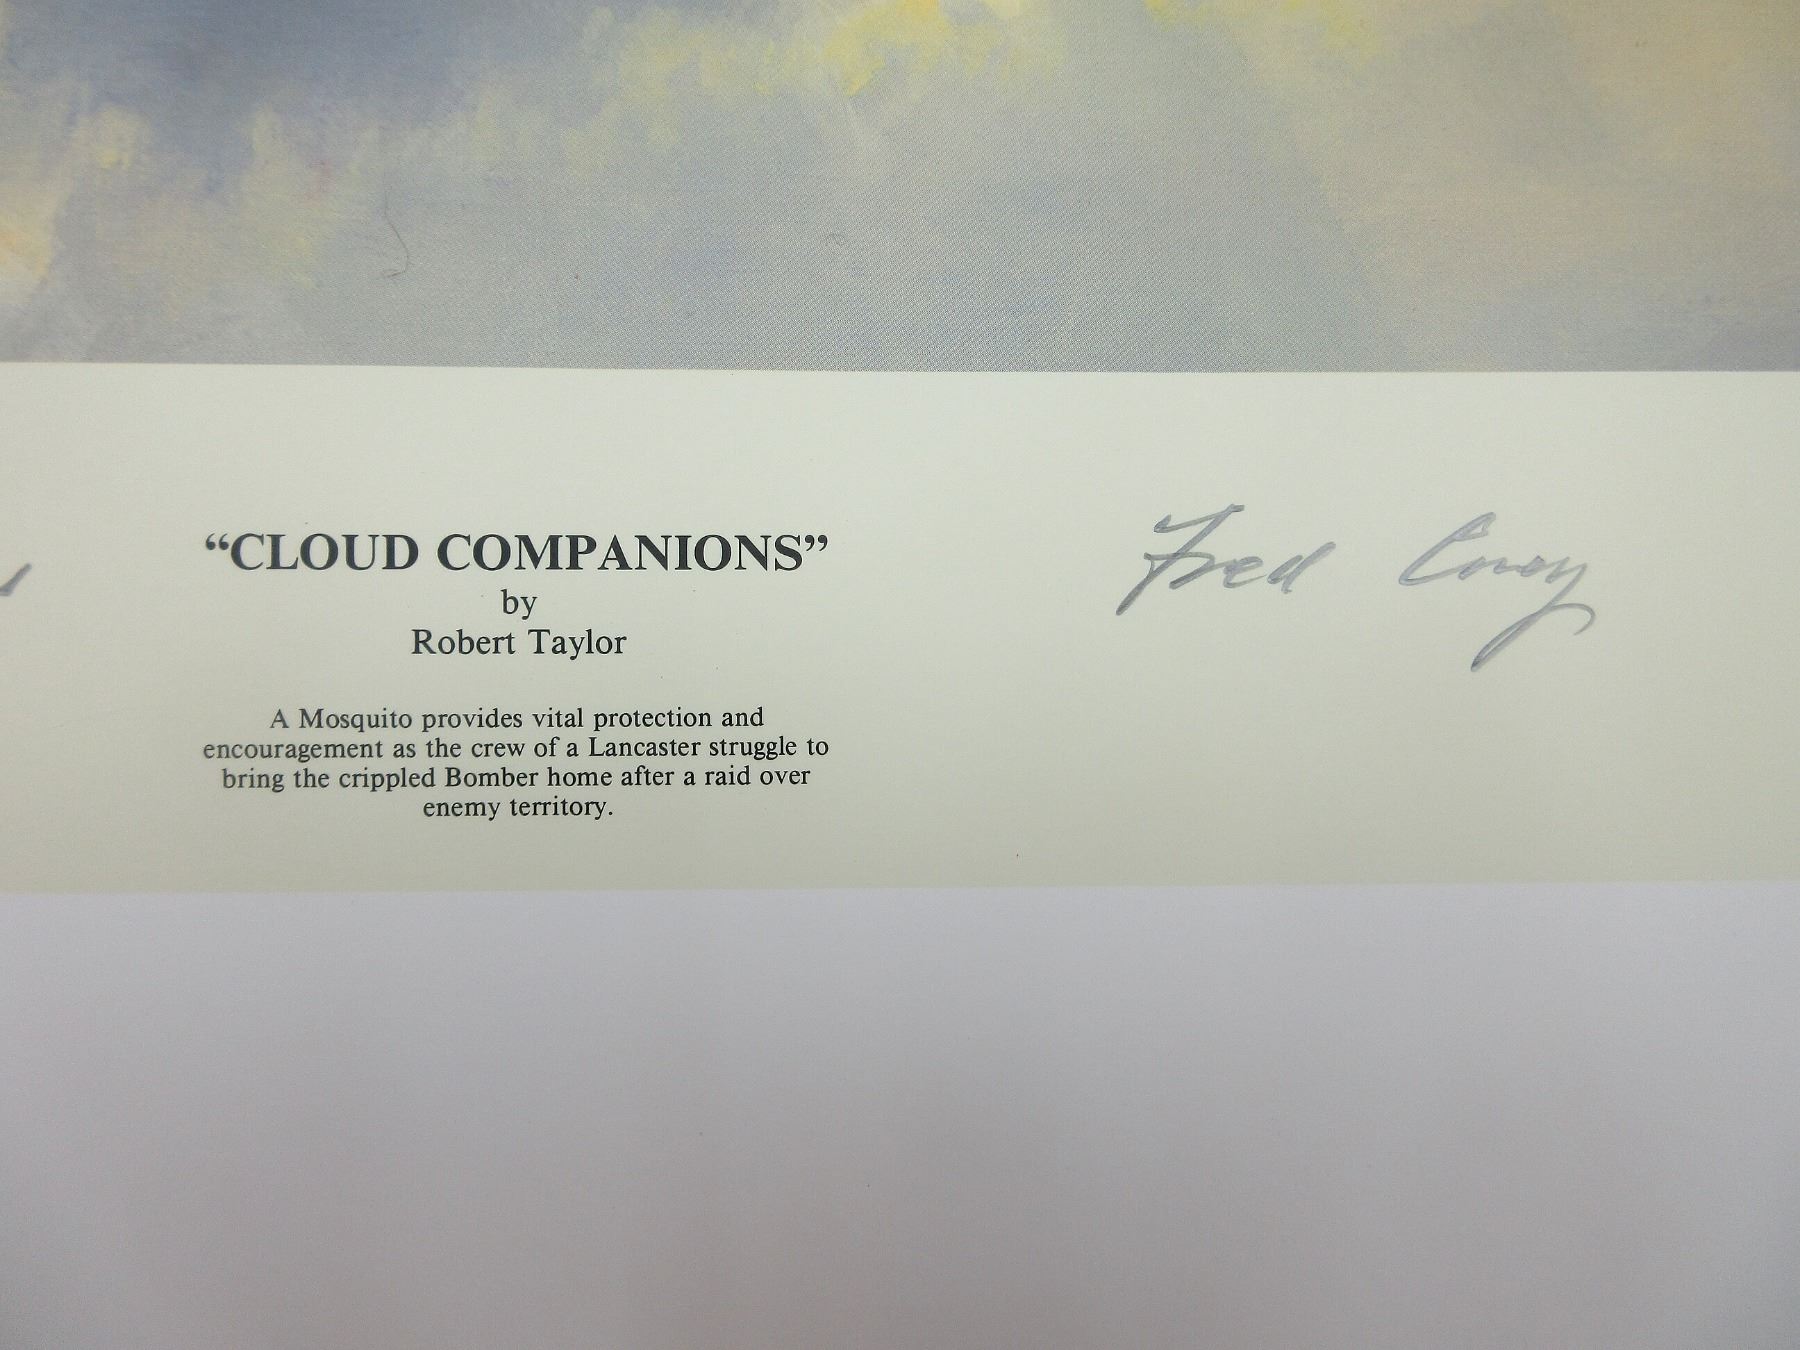 “CLOUD COMPANIONS”
by
Robert Taylor
A Mosquito provides vital protection and
encouragement as the crew of a Lancaster struggle to
bring the crippled Bomber home after a raid over
enemy territory.
Fred